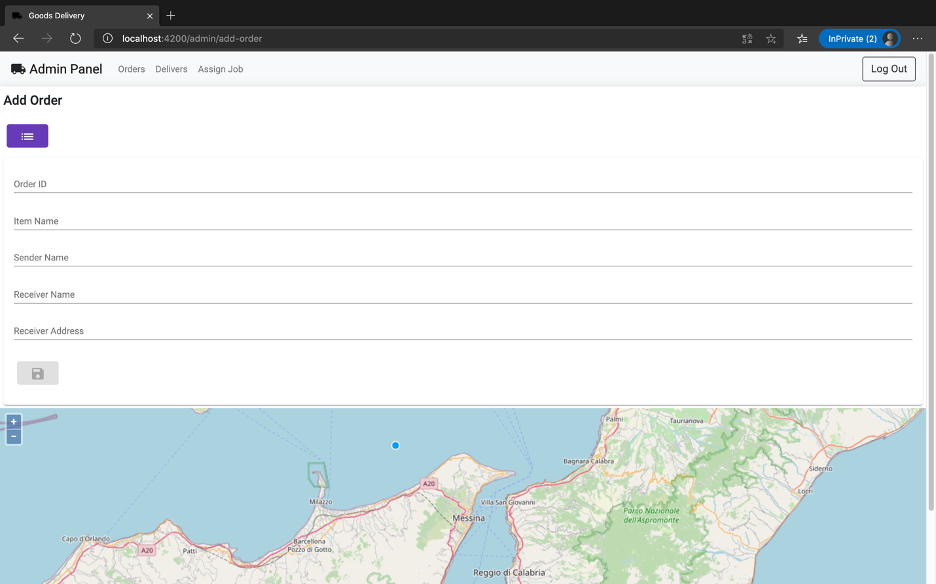 Goods Delivery
localhost:4200/admin/add-order
InPrivate (2)
Admin Panel Orders Delivers Assign Job Log Out
Add Order
Order ID
Item Name
Sender Name
Receiver Name
Receiver Address
+
−
Palmi
Taurianova
Bagnara Calabra
Siderno
A20
Locri
Milazzo
Villa San Giovanni
Messina
Parco Nazionale
dell'Aspromonte
Capo d'Orlando
Barcellona
Pozzo di Gotto
A20
Patti
Reggio di Calabria